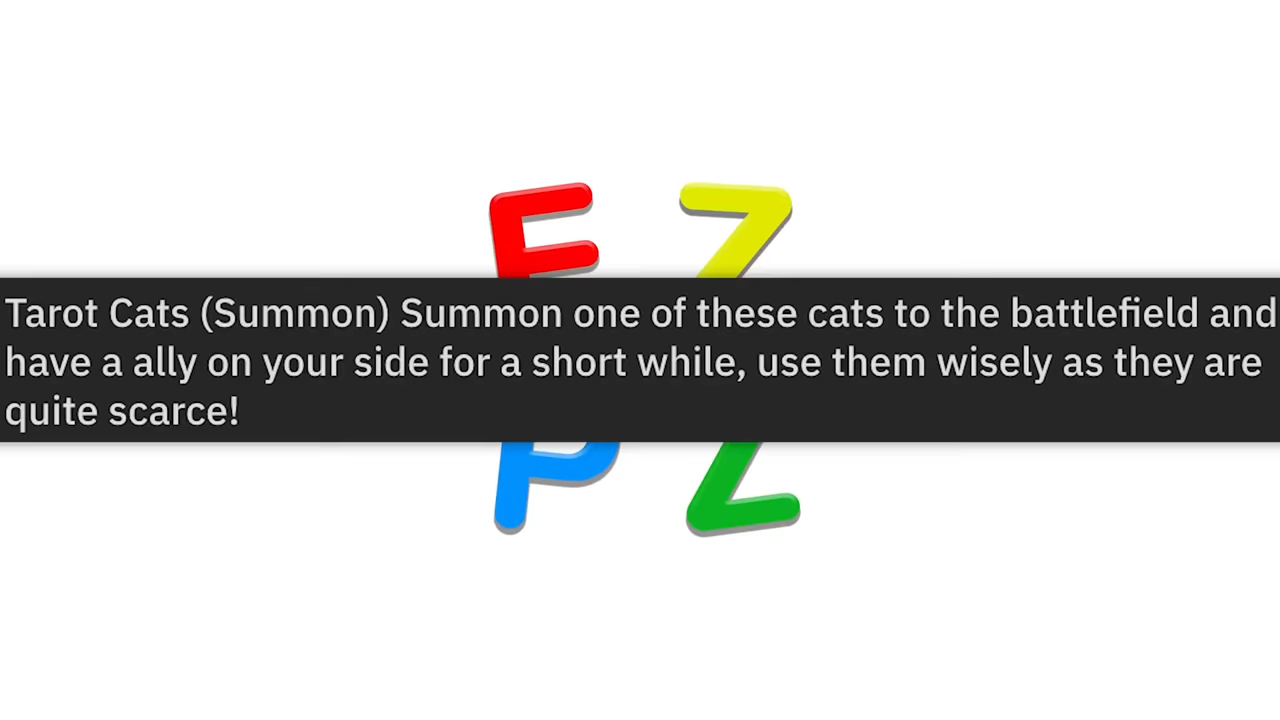 E Z
Tarot Cats (Summon) Summon one of these cats to the battlefield and
have a ally on your side for a short while, use them wisely as they are
quite scarce!
P Z